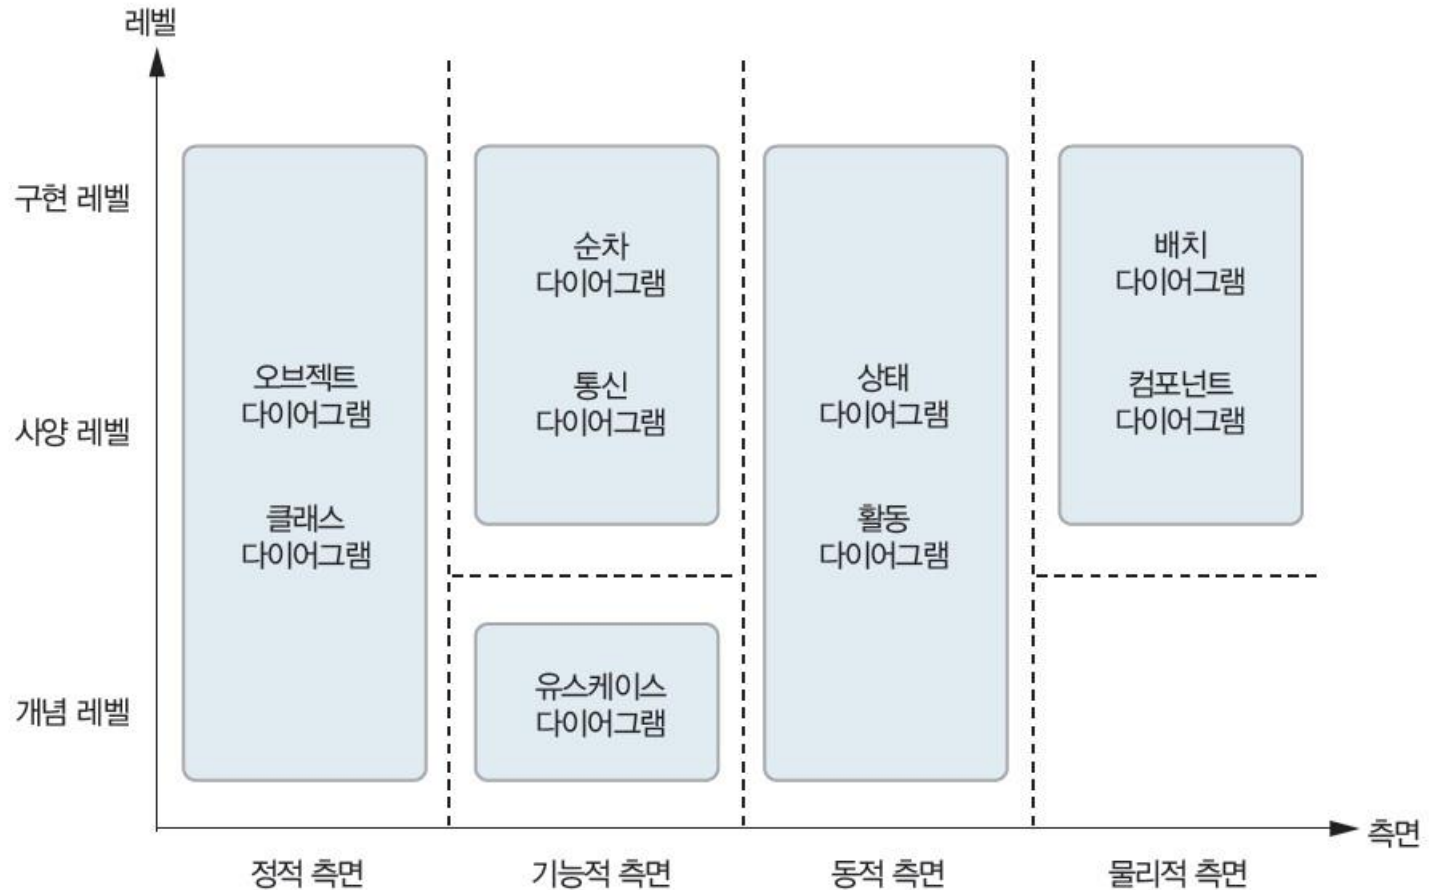 레벨
구현 레벨
사양 레벨
개념 레벨
오브젝트
다이어그램
클래스
다이어그램
순차
다이어그램
통신
다이어그램
유스케이스
다이어그램
상태
다이어그램
활동
다이어그램
배치
다이어그램
컴포넌트
다이어그램
측면
정적 측면
기능적 측면
동적 측면
물리적 측면